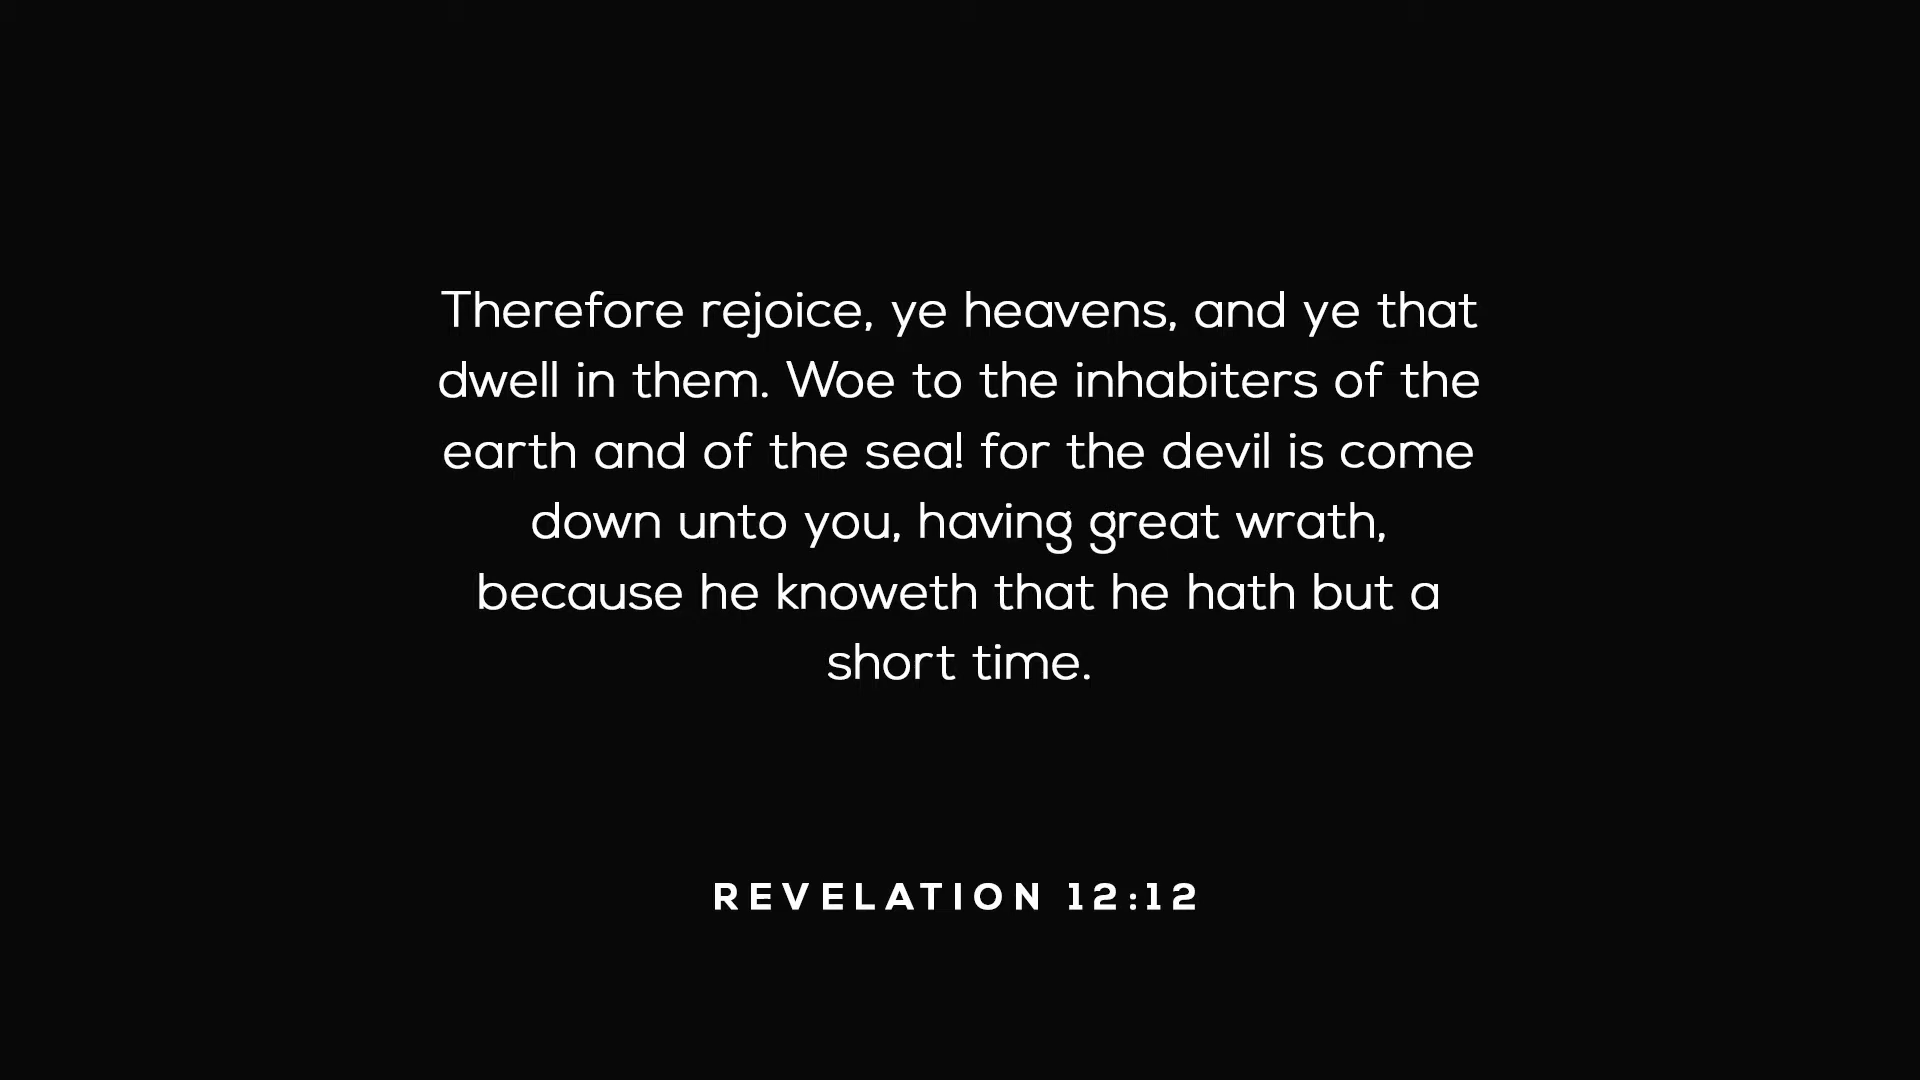 Therefore rejoice, ye heavens, and ye that
dwell in them. Woe to the inhabiters of the
earth and of the sea! for the devil is come
down unto you, having great wrath,
because he knoweth that he hath but a
short time.
REVELATION 12:12